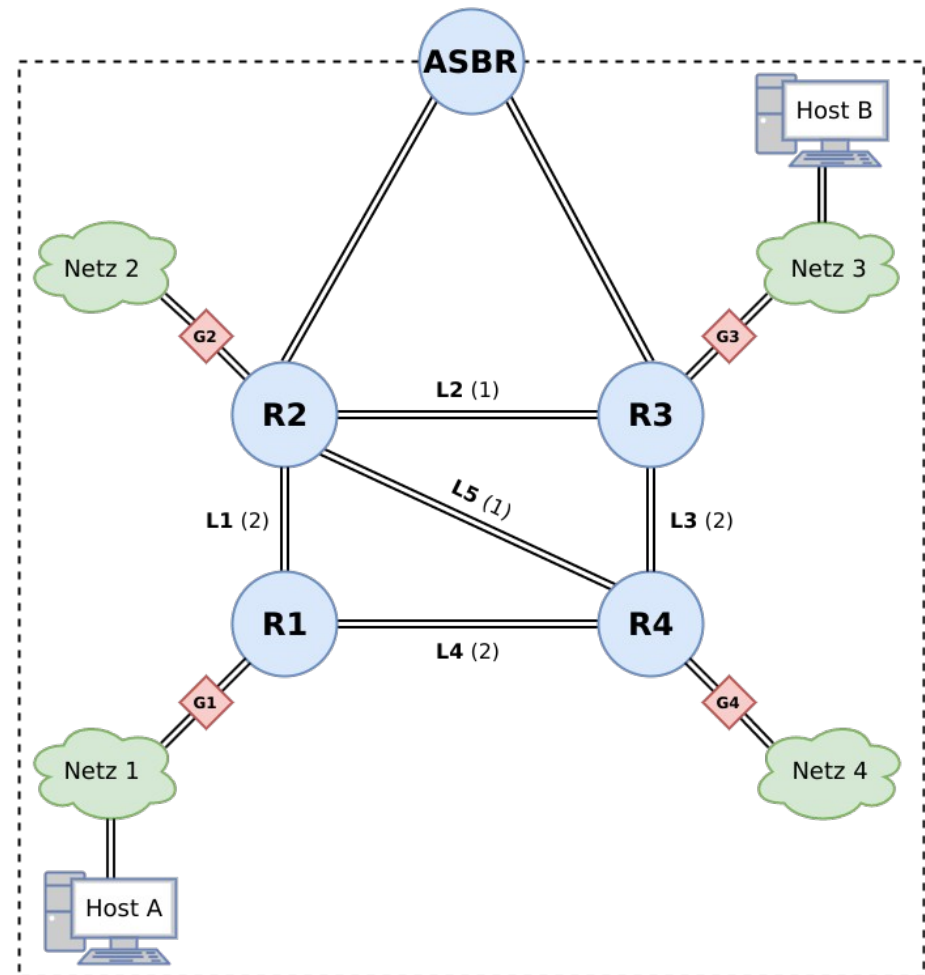 ASBR
Host B
Netz 2
Netz 3
G2
G3
L2 (1)
R2
R3
L5 (1)
L1 (2)
L3 (2)
R1
R4
L4 (2)
G1
G4
Netz 1
Netz 4
Host A